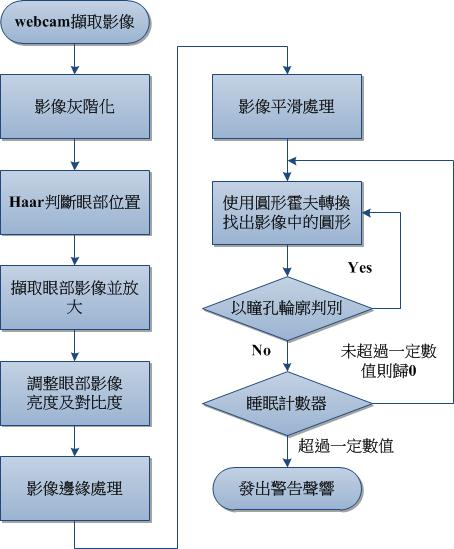 webcam擷取影像
影像灰階化
Haar判斷眼部位置
擷取眼部影像並放
大
調整眼部影像
亮度及對比度
影像邊緣處理
影像平滑處理
使用圓形霍夫轉換
找出影像中的圓形
Yes
以瞳孔輪廓判別
No
未超過一定數
值則歸0
睡眠計數器
超過一定數值
發出警告聲響